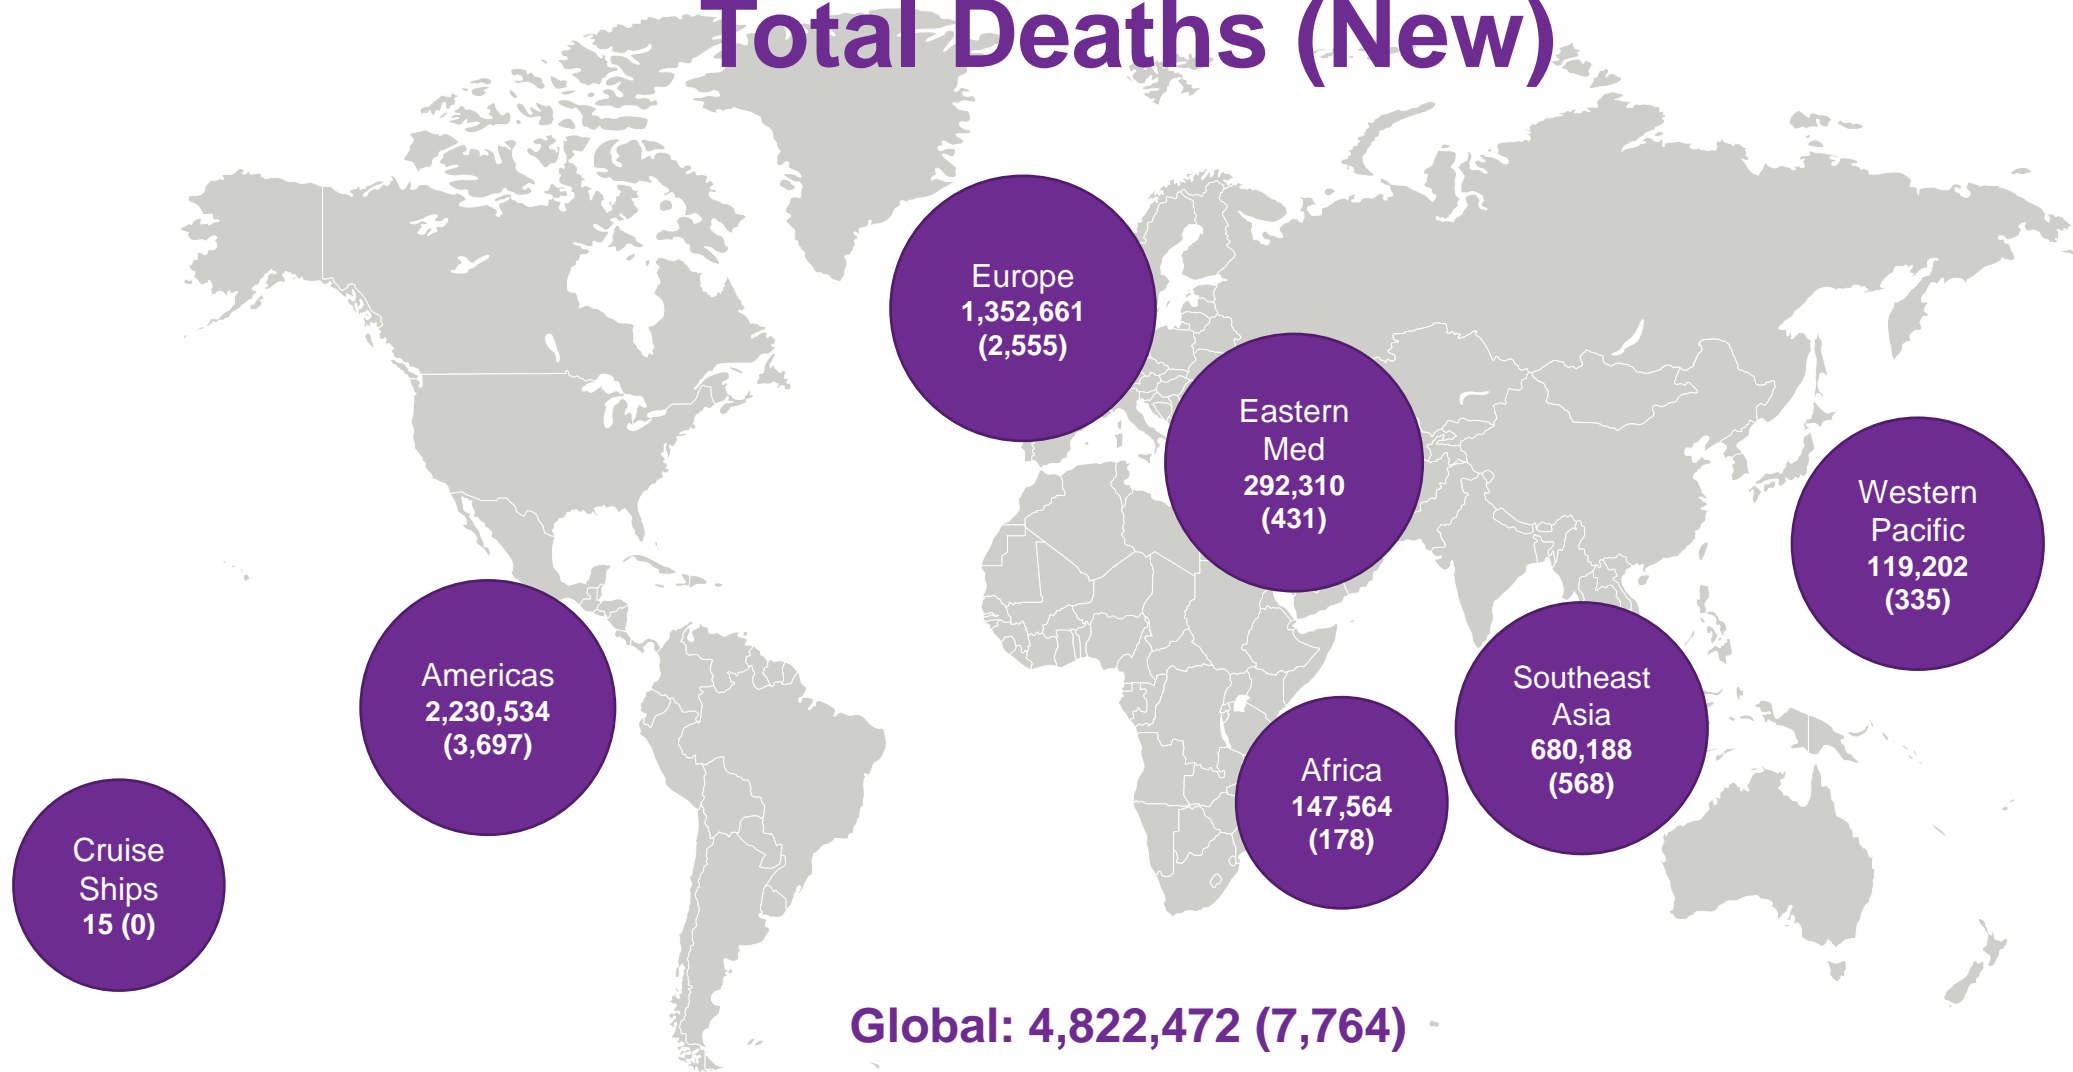 Total Deaths (New)
Europe
1,352,661
(2,555)
Eastern
Med
292,310
(431)
Western
Pacific
119,202
(335)
Americas
2,230,534
(3,697)
Southeast
Asia
680,188
(568)
Africa
147,564
(178)
Cruise
Ships
15 (0)
Global: 4,822,472 (7,764)